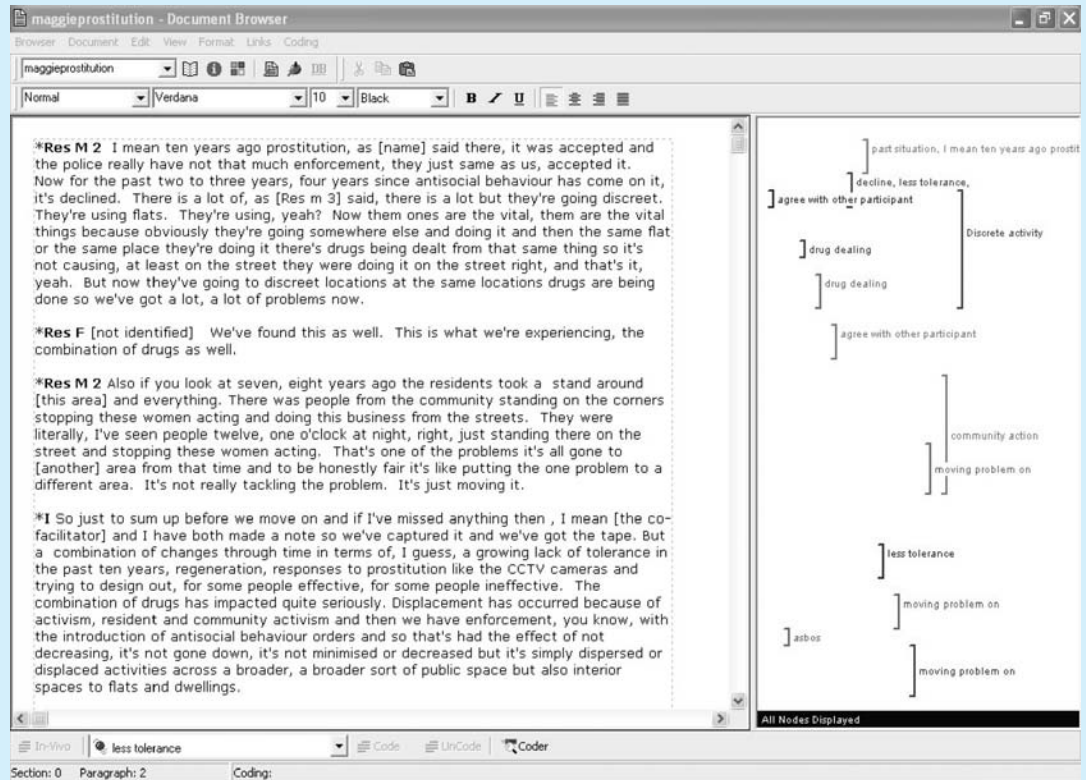 maggieprostitution - Document Browser
Browser Document Edit View Format Links Coding
maggieprostitution DB
Normal Verdana 10 Black B I U
*Res M 2 I mean ten years ago prostitution, as [name] said there, it was accepted and
the police really have not that much enforcement, they just same as us, accepted it.
Now for the past two to three years, four years since antisocial behaviour has come on it,
it's declined. There is a lot of, as [Res m 3] said, there is a lot but they're going discreet.
They're using flats. They're using, yeah? Now them ones are the vital, them are the vital
things because obviously they're going somewhere else and doing it and then the same flat
or the same place they're doing it there's drugs being dealt from that same thing so it's
not causing, at least on the street they were doing it on the street right, and that's it,
yeah. But now they've going to discreet locations at the same locations drugs are being
done so we've got a lot, a lot of problems now.
*Res F [not identified] We've found this as well. This is what we're experiencing, the
combination of drugs as well.
*Res M 2 Also if you look at seven, eight years ago the residents took a stand around
[this area] and everything. There was people from the community standing on the corners
stopping these women acting and doing this business from the streets. They were
literally, I've seen people twelve, one o'clock at night, right, just standing there on the
street and stopping these women acting. That's one of the problems it's all gone to
[another] area from that time and to be honestly fair it's like putting the one problem to a
different area. It's not really tackling the problem. It's just moving it.
*I So just to sum up before we move on and if I've missed anything then , I mean [the co-
facilitator] and I have both made a note so we've captured it and we've got the tape. But
a combination of changes through time in terms of, I guess, a growing lack of tolerance in
the past ten years, regeneration, responses to prostitution like the CCTV cameras and
trying to design out, for some people effective, for some people ineffective. The
combination of drugs has impacted quite seriously. Displacement has occurred because of
activism, resident and community activism and then we have enforcement, you know, with
the introduction of antisocial behaviour orders and so that's had the effect of not
decreasing, it's not gone down, it's not minimised or decreased but it's simply dispersed or
displaced activities across a broader, a broader sort of public space but also interior
spaces to flats and dwellings.
past situation, I mean ten years ago prostit
decline, less tolerance,
agree with other participant
Discrete activity
drug dealing
drug dealing
agree with other participant
community action
moving problem on
less tolerance
moving problem on
asbos
moving problem on
All Nodes Displayed
In-Vivo less tolerance Code UnCode Coder
Section: 0 Paragraph: 2 Coding: